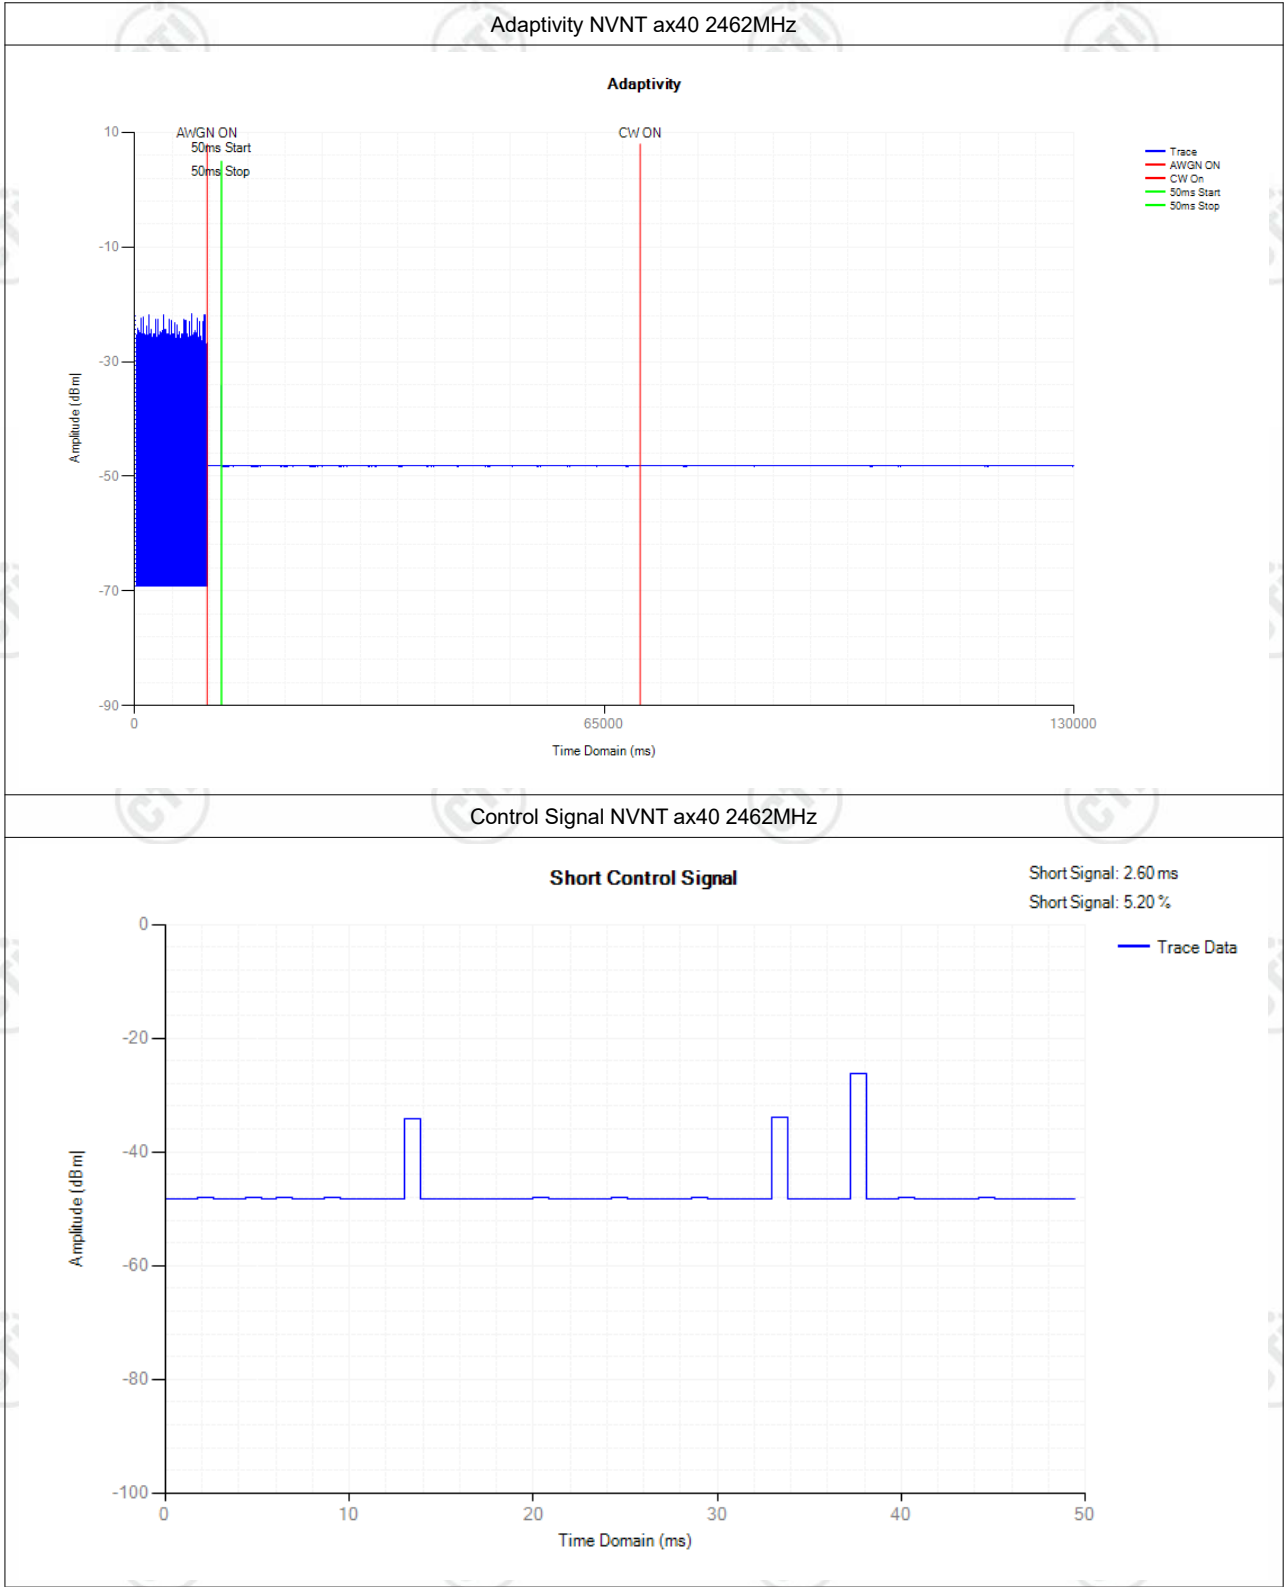 Adaptivity NVNT ax40 2462MHz
Adaptivity
AWGN ON
50ms Start
50ms Stop
CW ON
Trace
AWGN ON
CW On
50ms Start
50ms Stop
10
-10
-30
-50
-70
-90
Amplitude (dBm)
0
65000
130000
Time Domain (ms)
Control Signal NVNT ax40 2462MHz
Short Control Signal
Short Signal: 2.60 ms
Short Signal: 5.20 %
Trace Data
0
-20
-40
-60
-80
-100
Amplitude (dBm)
0
10
20
30
40
50
Time Domain (ms)